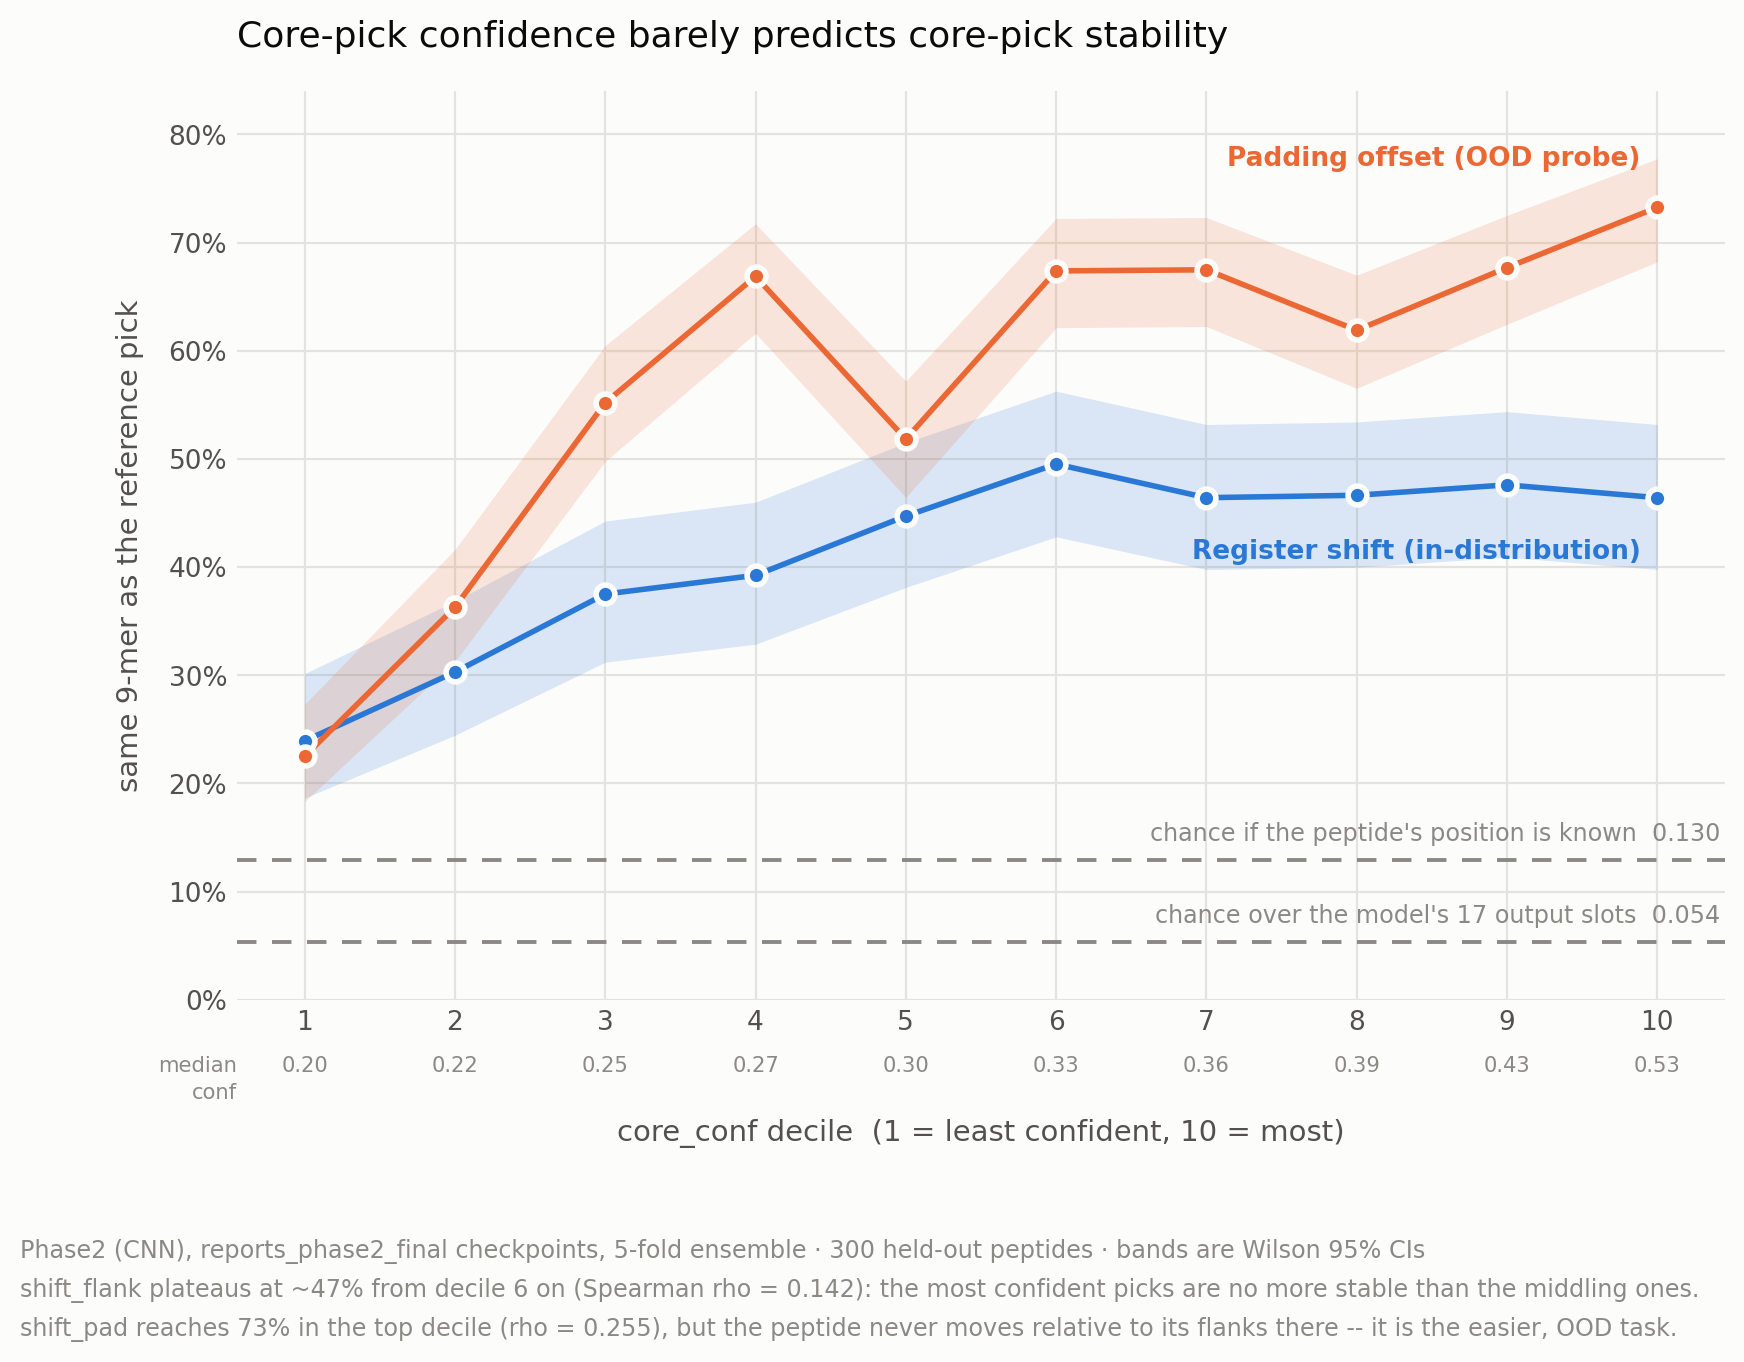 Core-pick confidence barely predicts core-pick stability
80%
70%
60%
50%
40%
30%
20%
10%
0%
same 9-mer as the reference pick
Padding offset (OOD probe)
Register shift (in-distribution)
chance if the peptide's position is known 0.130
chance over the model's 17 output slots 0.054
1 2 3 4 5 6 7 8 9 10
median conf 0.20 0.22 0.25 0.27 0.30 0.33 0.36 0.39 0.43 0.53
core_conf decile (1 = least confident, 10 = most)
Phase2 (CNN), reports_phase2_final checkpoints, 5-fold ensemble · 300 held-out peptides · bands are Wilson 95% CIs
shift_flank plateaus at ~47% from decile 6 on (Spearman rho = 0.142): the most confident picks are no more stable than the middling ones.
shift_pad reaches 73% in the top decile (rho = 0.255), but the peptide never moves relative to its flanks there -- it is the easier, OOD task.